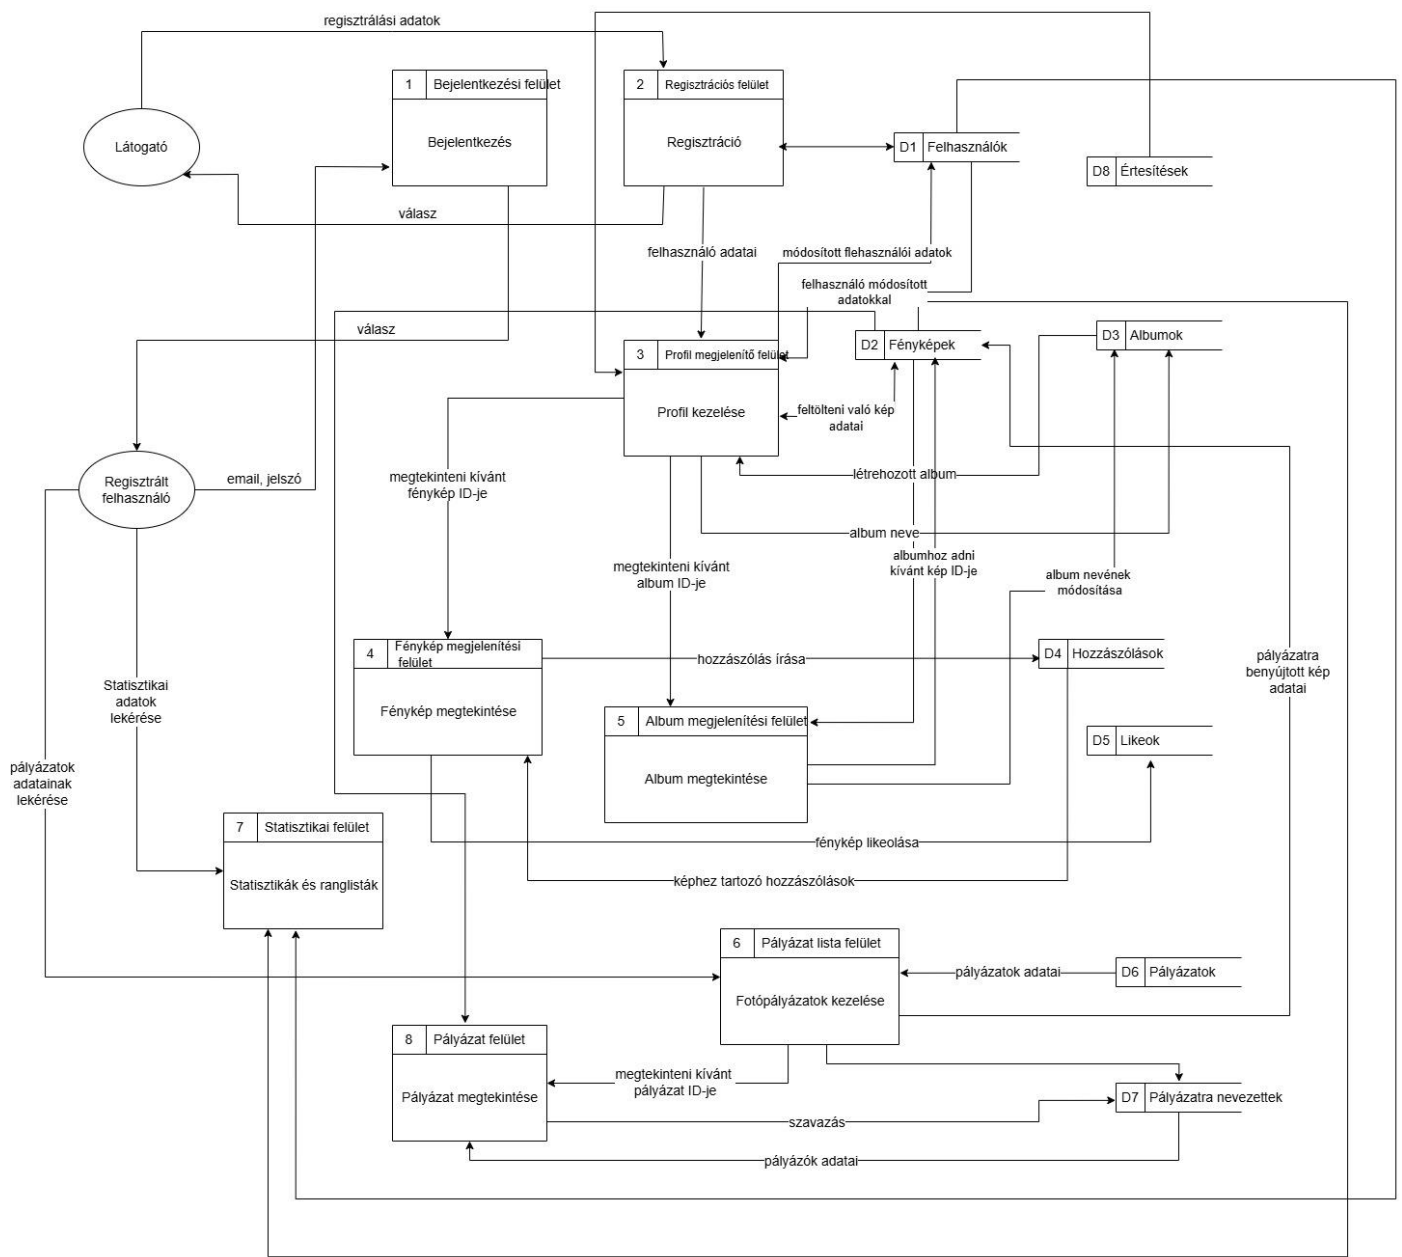 regisztrálási adatok
1 Bejelentkezési felület
2 Regisztrációs felület
Látogató
Bejelentkezés
Regisztráció
D1 Felhasználók
D8 Értesítések
válasz
felhasználó adatai
módosított flehasználói adatok
felhasználó módosított
adatokkal
válasz
3 Profil megjelenítő felület
D2 Fényképek
D3 Albumok
Profil kezelése
feltölteni való kép
adatai
megtekinteni kívánt
fénykép ID-je
létrehozott album
Regisztrált
felhasználó
email, jelszó
album neve
albumhoz adni
kívánt kép ID-je
megtekinteni kívánt
album ID-je
album nevének
módosítása
4 Fénykép megjelenítési
felület
hozzászólás írása
D4 Hozzászólások
pályázatra
benyújtott kép
adatai
Statisztikai
adatok
lekérése
Fénykép megtekintése
5 Album megjelenítési felület
D5 Likeok
pályázatok
adatainak
lekérése
Album megtekintése
7 Statisztikai felület
fénykép likeolása
Statisztikák és ranglisták
képhez tartozó hozzászólások
6 Pályázat lista felület
pályázatok adatai
D6 Pályázatok
Fotópályázatok kezelése
8 Pályázat felület
megtekinteni kívánt
pályázat ID-je
Pályázat megtekintése
D7 Pályázatra nevezettek
szavazás
pályázók adatai